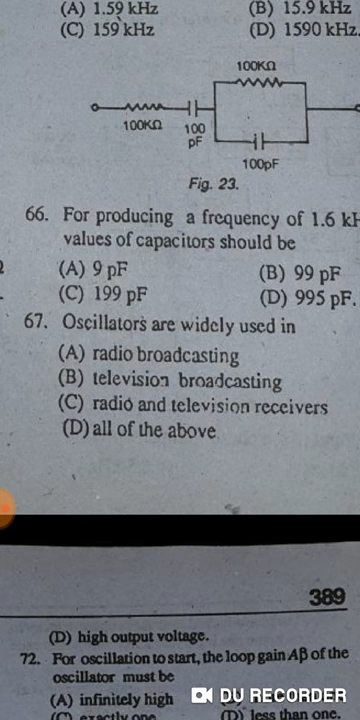 (A) 1.59 kHz (B) 15.9 kHz
(C) 159 kHz (D) 1590 kHz.
100KΩ
100KΩ 100
pF
100pF
Fig. 23.
66. For producing a frequency of 1.6 kH
values of capacitors should be
(A) 9 pF (B) 99 pF
(C) 199 pF (D) 995 pF.
67. Oscillators are widely used in
(A) radio broadcasting
(B) television broadcasting
(C) radio and television receivers
(D) all of the above
389
(D) high output voltage.
72. For oscillation to start, the loop gain Aβ of the
oscillator must be
(A) infinitely high
DU RECORDER
(C) exactly one (D) less than one.